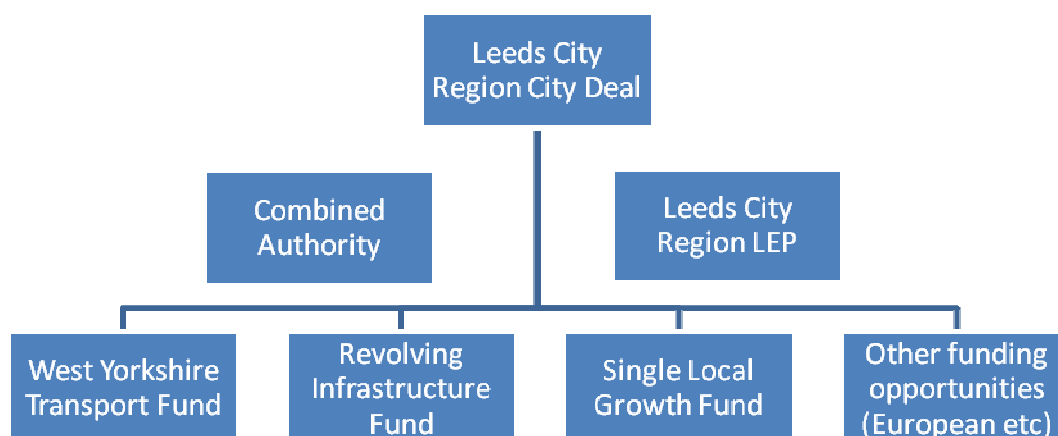 Leeds City
Region City Deal
Combined
Authority
Leeds City
Region LEP
West Yorkshire
Transport Fund
Revolving
Infrastructure
Fund
Single Local
Growth Fund
Other funding
opportunities
(European etc)